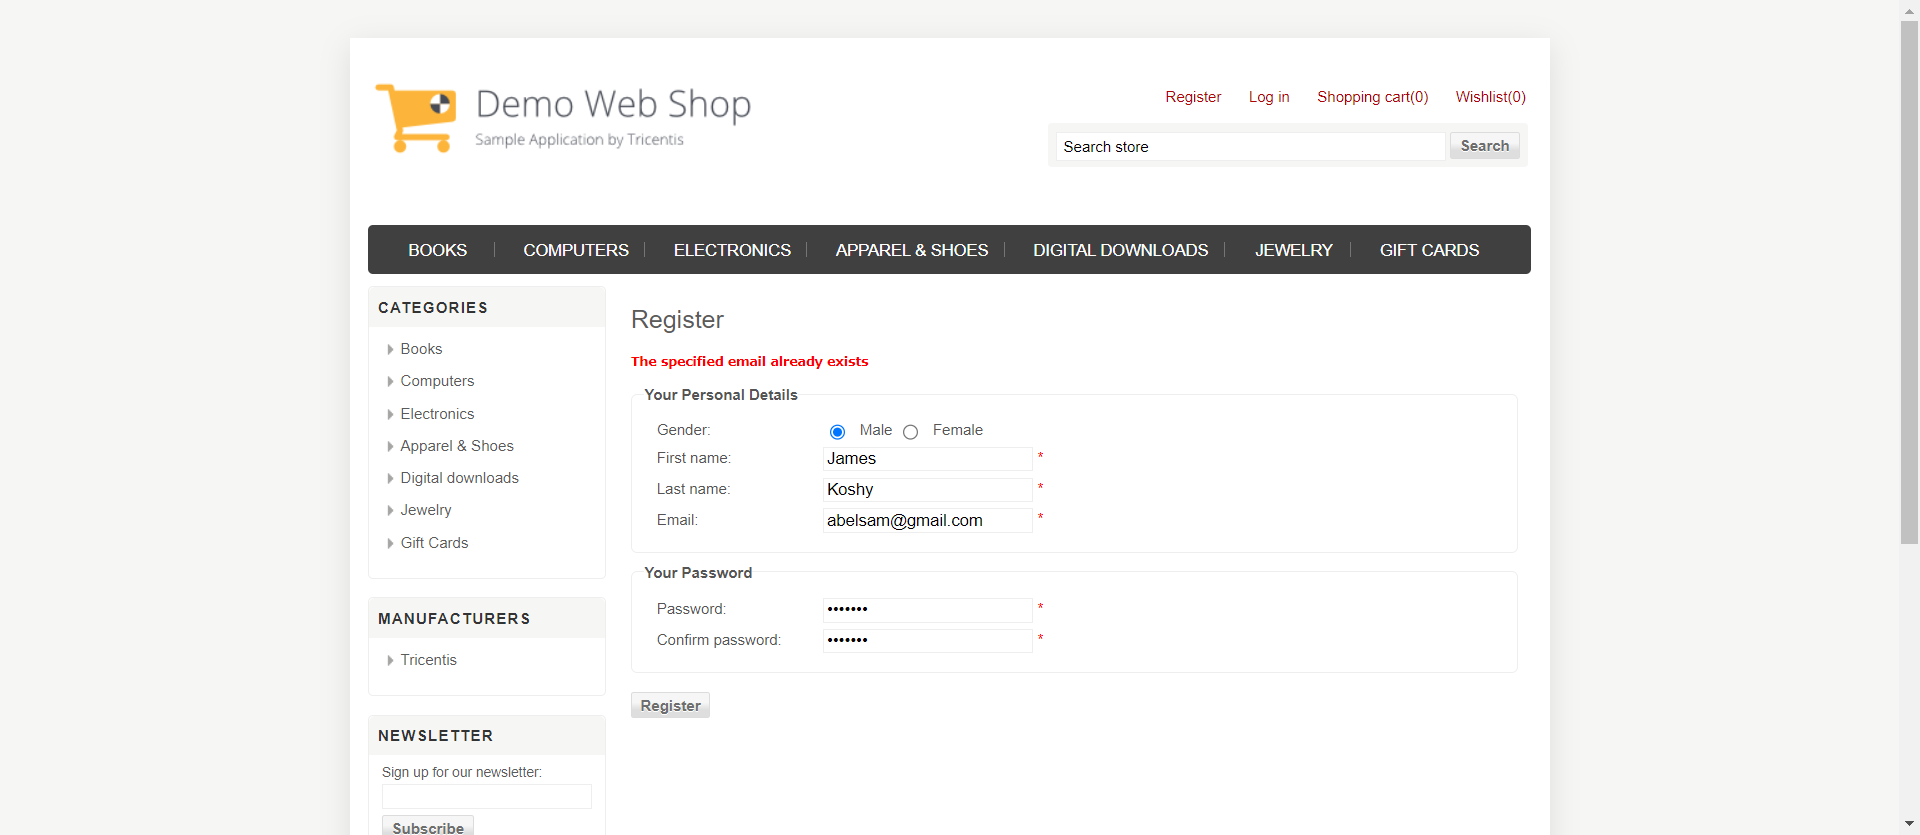 Demo Web Shop
Sample Application by Tricentis
Register Log in Shopping cart(0) Wishlist(0)
Search store Search
BOOKS COMPUTERS ELECTRONICS APPAREL & SHOES DIGITAL DOWNLOADS JEWELRY GIFT CARDS
CATEGORIES
Books
Computers
Electronics
Apparel & Shoes
Digital downloads
Jewelry
Gift Cards
MANUFACTURERS
Tricentis
NEWSLETTER
Sign up for our newsletter:
Subscribe
Register
The specified email already exists
Your Personal Details
Gender: Male Female
First name: James *
Last name: Koshy *
Email: abelsam@gmail.com *
Your Password
Password: ••••••• *
Confirm password: ••••••• *
Register